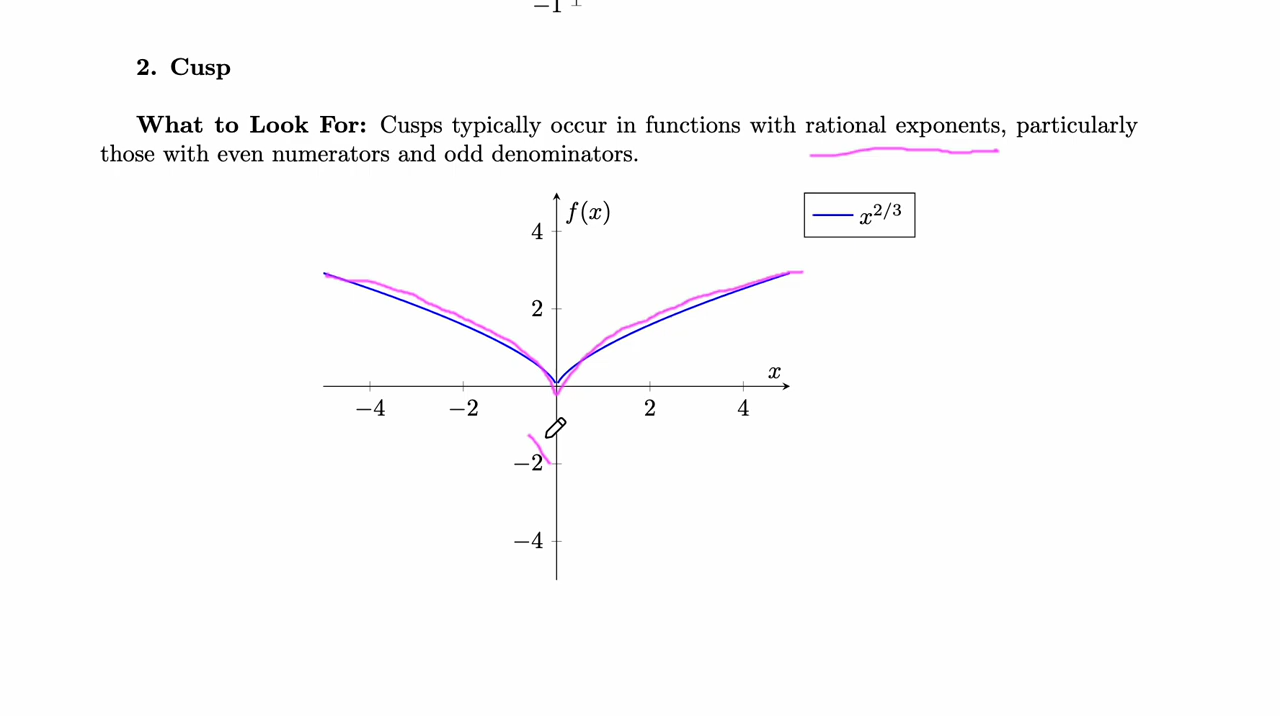 −1
2. Cusp
What to Look For: Cusps typically occur in functions with rational exponents, particularly
those with even numerators and odd denominators.
f(x)
x^{2/3}
4
2
x
−4 −2 2 4
−2
−4